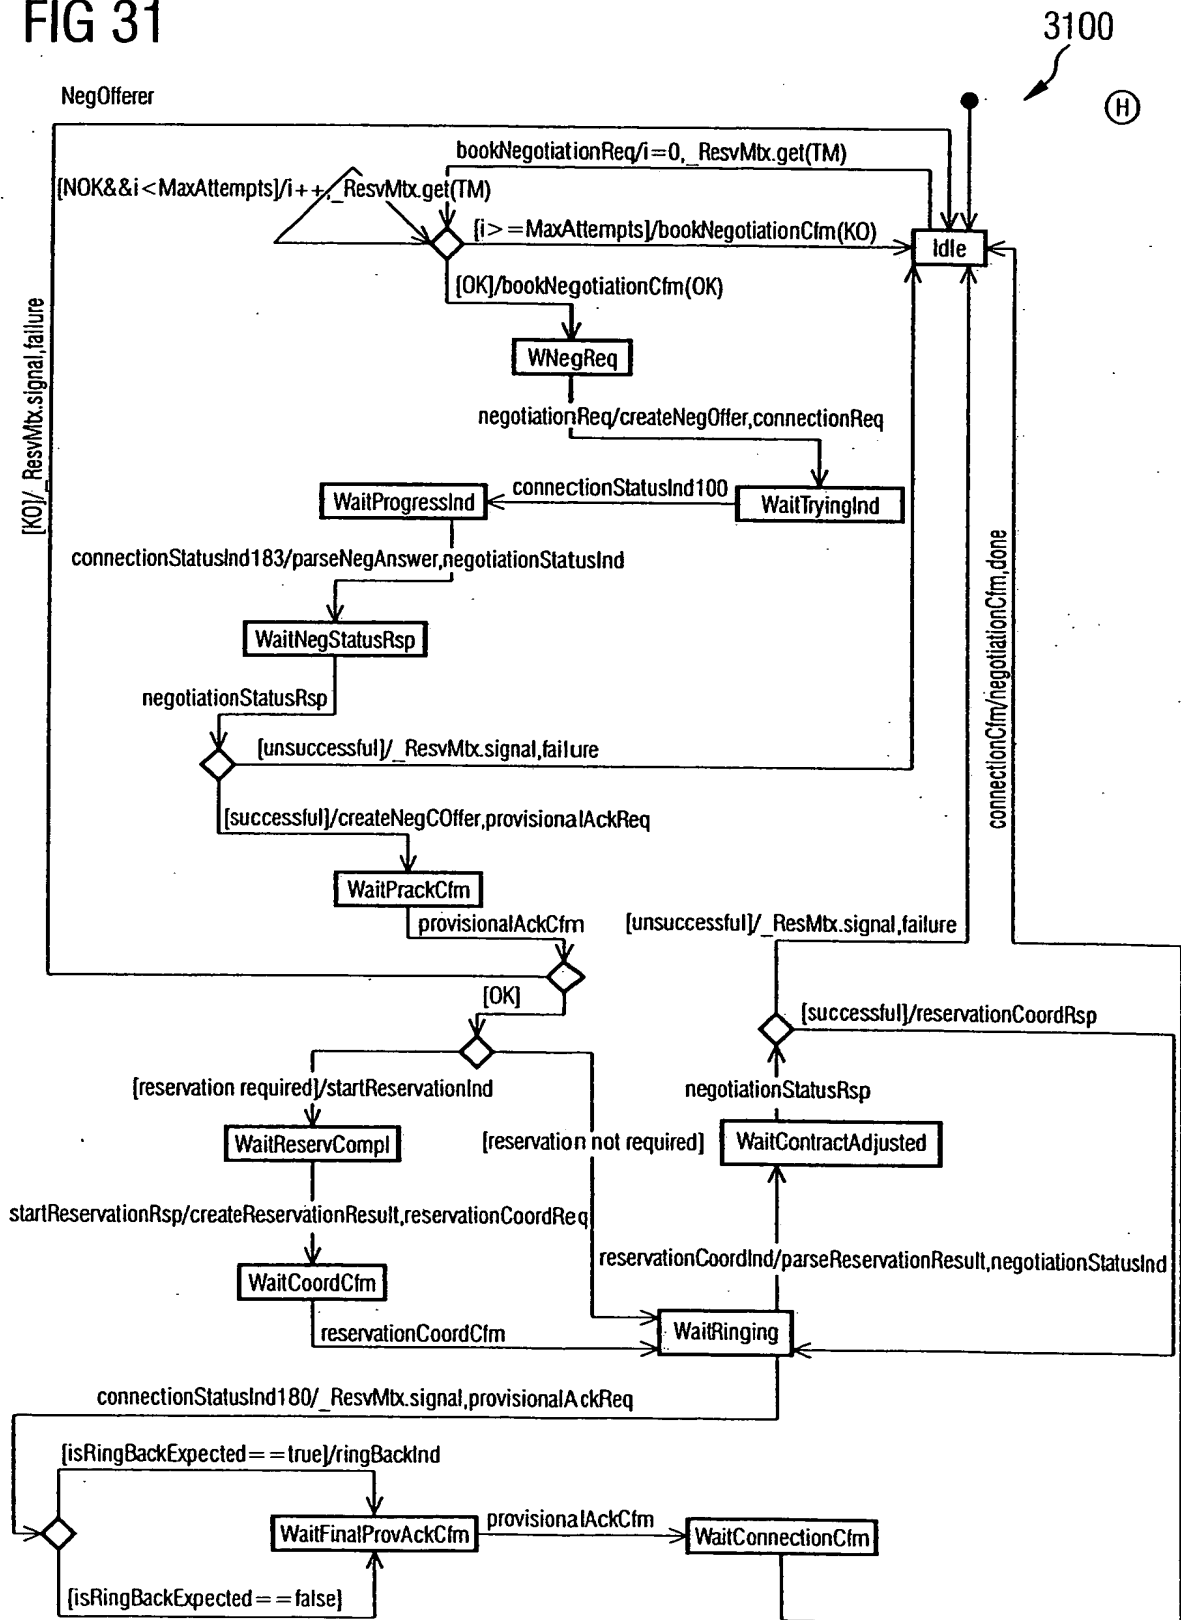 FIG 31
3100
NegOfferer
H
bookNegotiationReq/i=0,_ResvMtx.get(TM)
[NOK&&i<MaxAttempts]/i++,_ResvMtx.get(TM)
[i>=MaxAttempts]/bookNegotiationCfm(KO)
Idle
[OK]/bookNegotiationCfm(OK)
[KO]/_ResvMtx.signal,failure
WNegReq
negotiationReq/createNegOffer,connectionReq
WaitProgressInd
connectionStatusInd100
WaitTryingInd
connectionStatusInd183/parseNegAnswer,negotiationStatusInd
connectionCfm/negotiationCfm,done
WaitNegStatusRsp
negotiationStatusRsp
[unsuccessful]/_ResvMtx.signal,failure
[successful]/createNegCOffer,provisionalAckReq
WaitPrackCfm
provisionalAckCfm
[unsuccessful]/_ResMtx.signal,failure
[OK]
[successful]/reservationCoordRsp
[reservation required]/startReservationInd
negotiationStatusRsp
WaitReservCompl
[reservation not required]
WaitContractAdjusted
startReservationRsp/createReservationResult,reservationCoordReq
reservationCoordInd/parseReservationResult,negotiationStatusInd
WaitCoordCfm
reservationCoordCfm
WaitRinging
connectionStatusInd180/_ResvMtx.signal,provisionalAckReq
[isRingBackExpected==true]/ringBackInd
WaitFinalProvAckCfm
provisionalAckCfm
WaitConnectionCfm
[isRingBackExpected==false]